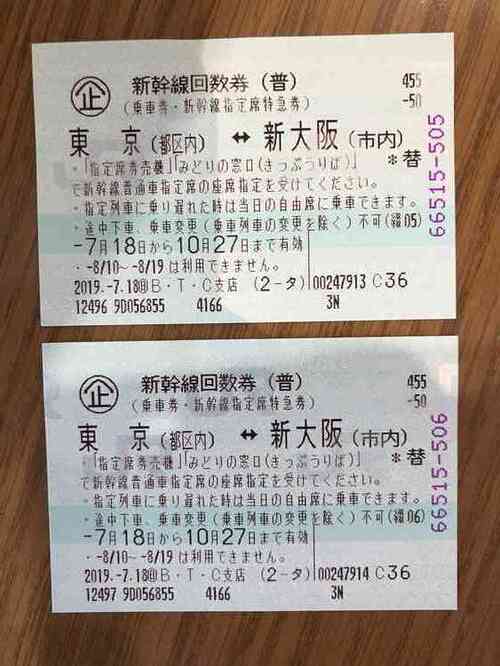 企 新幹線回数券(普) 455
(乗車券・新幹線指定席特急券) -50
東 京(都区内) ↔ 新大阪(市内)
・「指定席券売機」「みどりの窓口(きっぷうりば)」 *替
で新幹線普通車指定席の座席指定を受けてください。
・指定列車に乗り遅れた時は当日の自由席に乗車できます。
・途中下車、乗車変更(乗車列車の変更を除く)不可(綴05)
-7月18日から10月27日まで有効
・-8/10~-8/19は利用できません。
2019.-7.18 B・T・C支店 (2-タ) 00247913 C36
12496 9D056855 4166 3N
66515-505
企 新幹線回数券(普) 455
(乗車券・新幹線指定席特急券) -50
東 京(都区内) ↔ 新大阪(市内)
・「指定席券売機」「みどりの窓口(きっぷうりば)」 *替
で新幹線普通車指定席の座席指定を受けてください。
・指定列車に乗り遅れた時は当日の自由席に乗車できます。
・途中下車、乗車変更(乗車列車の変更を除く)不可(綴06)
-7月18日から10月27日まで有効
・-8/10~-8/19は利用できません。
2019.-7.18 B・T・C支店 (2-タ) 00247914 C36
12497 9D056855 4166 3N
66515-506